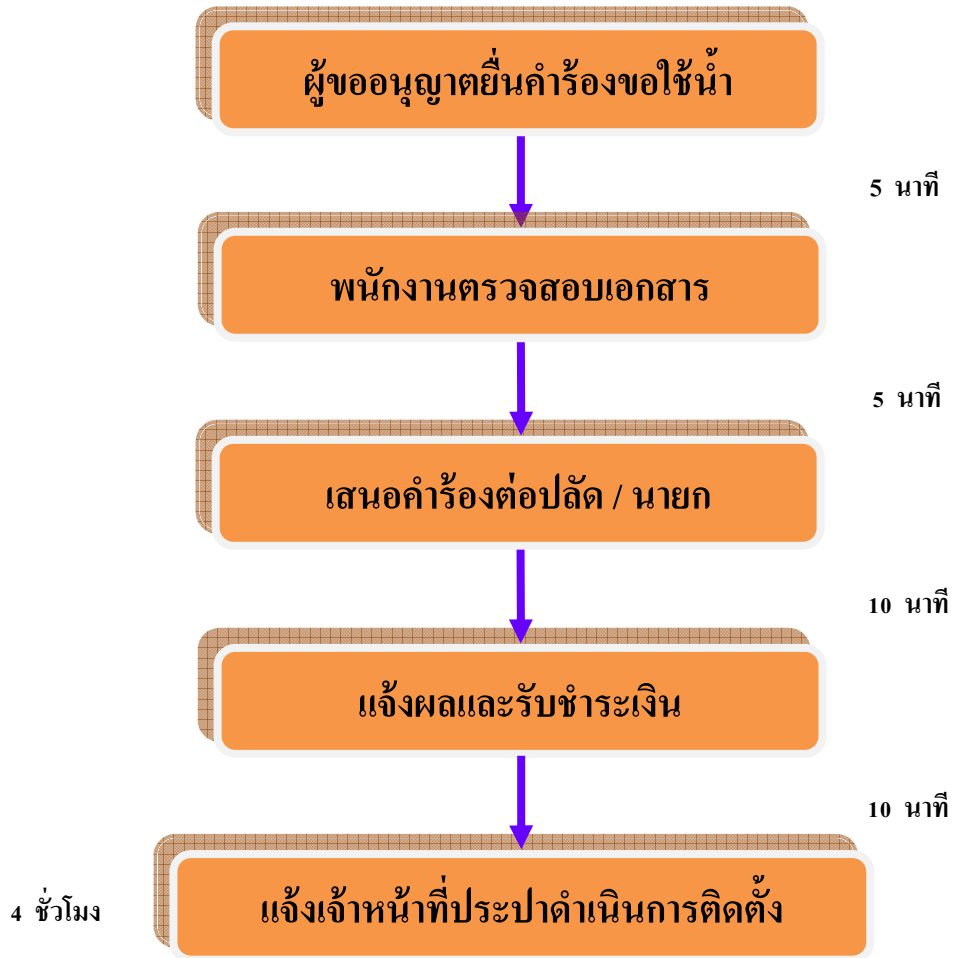 ผู้ขออนุญาตยื่นคำร้องขอใช้น้ำ
5 นาที
พนักงานตรวจสอบเอกสาร
5 นาที
เสนอคำร้องต่อปลัด / นายก
10 นาที
แจ้งผลและรับชำระเงิน
10 นาที
4 ชั่วโมง
แจ้งเจ้าหน้าที่ประปาดำเนินการติดตั้ง